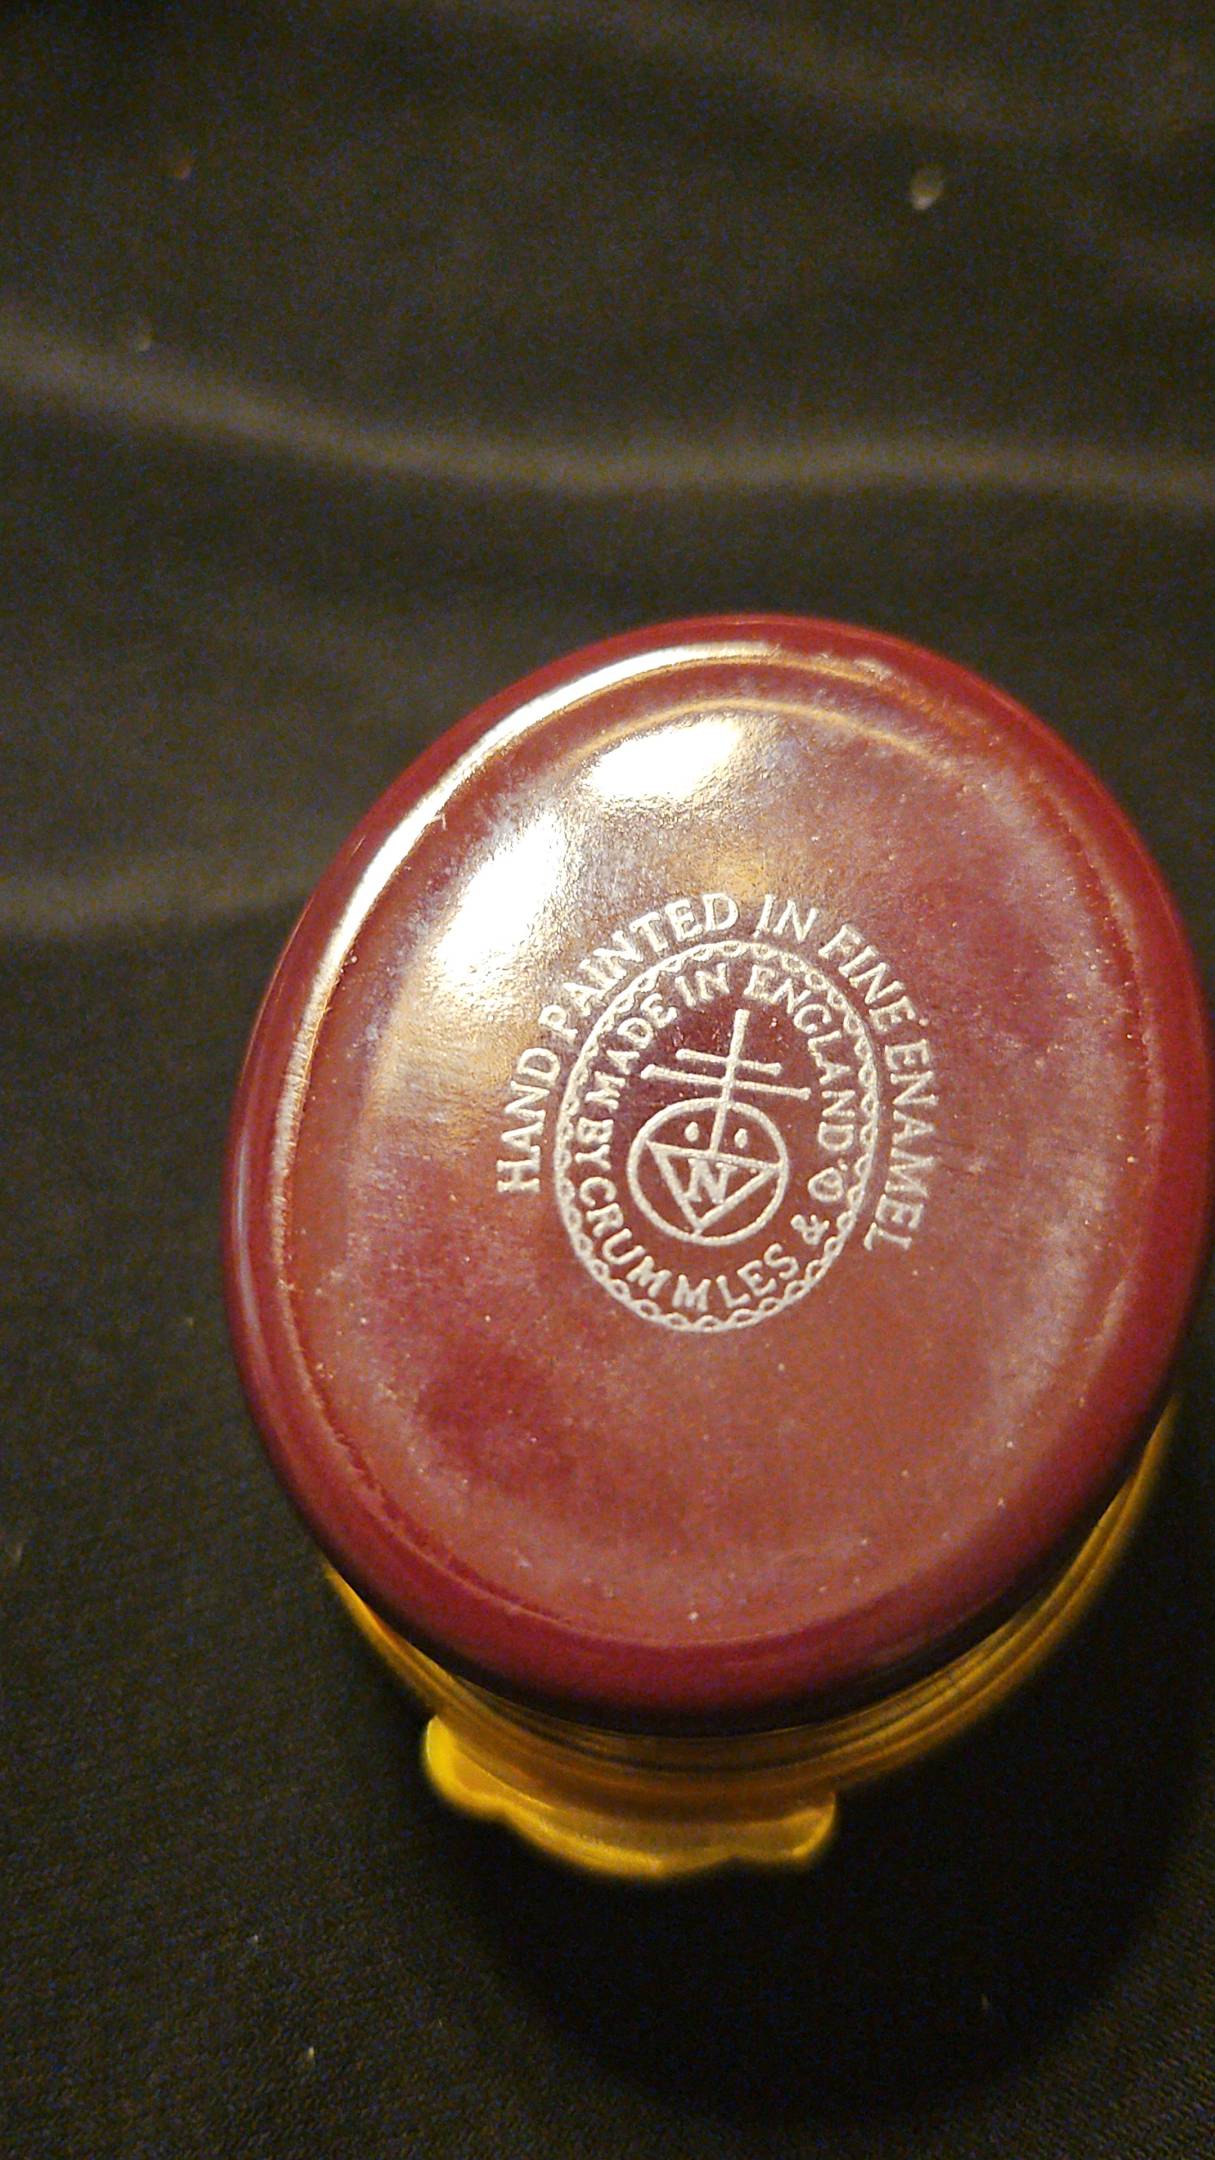 HAND PAINTED IN FINE ENAMEL
MADE IN ENGLAND
BY CRUMMLES & Co
W